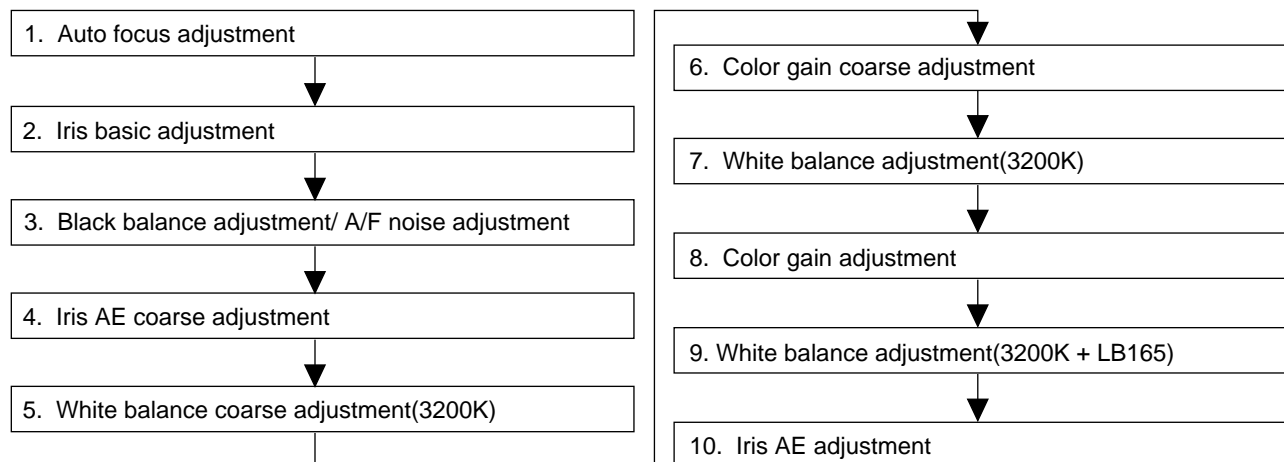 1. Auto focus adjustment
2. Iris basic adjustment
3. Black balance adjustment/ A/F noise adjustment
4. Iris AE coarse adjustment
5. White balance coarse adjustment(3200K)
6. Color gain coarse adjustment
7. White balance adjustment(3200K)
8. Color gain adjustment
9. White balance adjustment(3200K + LB165)
10. Iris AE adjustment